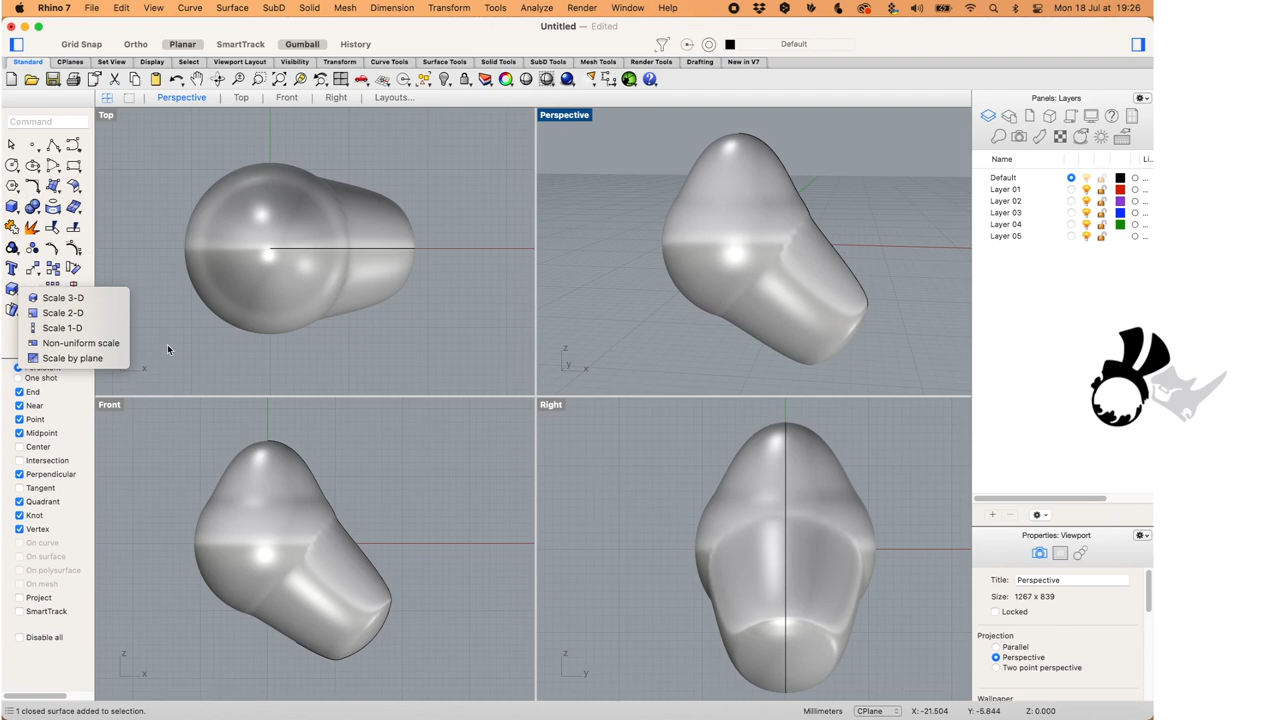 Rhino 7 File Edit View Curve Surface SubD Solid Mesh Dimension Transform Tools Analyze Render Window Help Mon 18 Jul at 19:26
Untitled — Edited
Grid Snap Ortho Planar SmartTrack Gumball History Default
Standard CPlanes Set View Display Select Viewport Layout Visibility Transform Curve Tools Surface Tools Solid Tools SubD Tools Mesh Tools Render Tools Drafting New in V7
Perspective Top Front Right Layouts...
Panels: Layers
Top
Perspective
Command
Name Li...
Default ...
Layer 01 ...
Layer 02 ...
Layer 03 ...
Layer 04 ...
Layer 05 ...
Scale 3-D
Scale 2-D
Scale 1-D
Non-uniform scale
Scale by plane
x
z
y x
Persistent
One shot
End
Near
Point
Midpoint
Center
Intersection
Perpendicular
Tangent
Quadrant
Knot
Vertex
On curve
On surface
On polysurface
On mesh
Project
SmartTrack
Disable all
Front
Right
z
x
z
y
Properties: Viewport
Title: Perspective
Size: 1267 x 839
Locked
Projection
Parallel
Perspective
Two point perspective
Wallpaper
1 closed surface added to selection. Millimeters CPlane X: -21.504 Y: -5.844 Z: 0.000